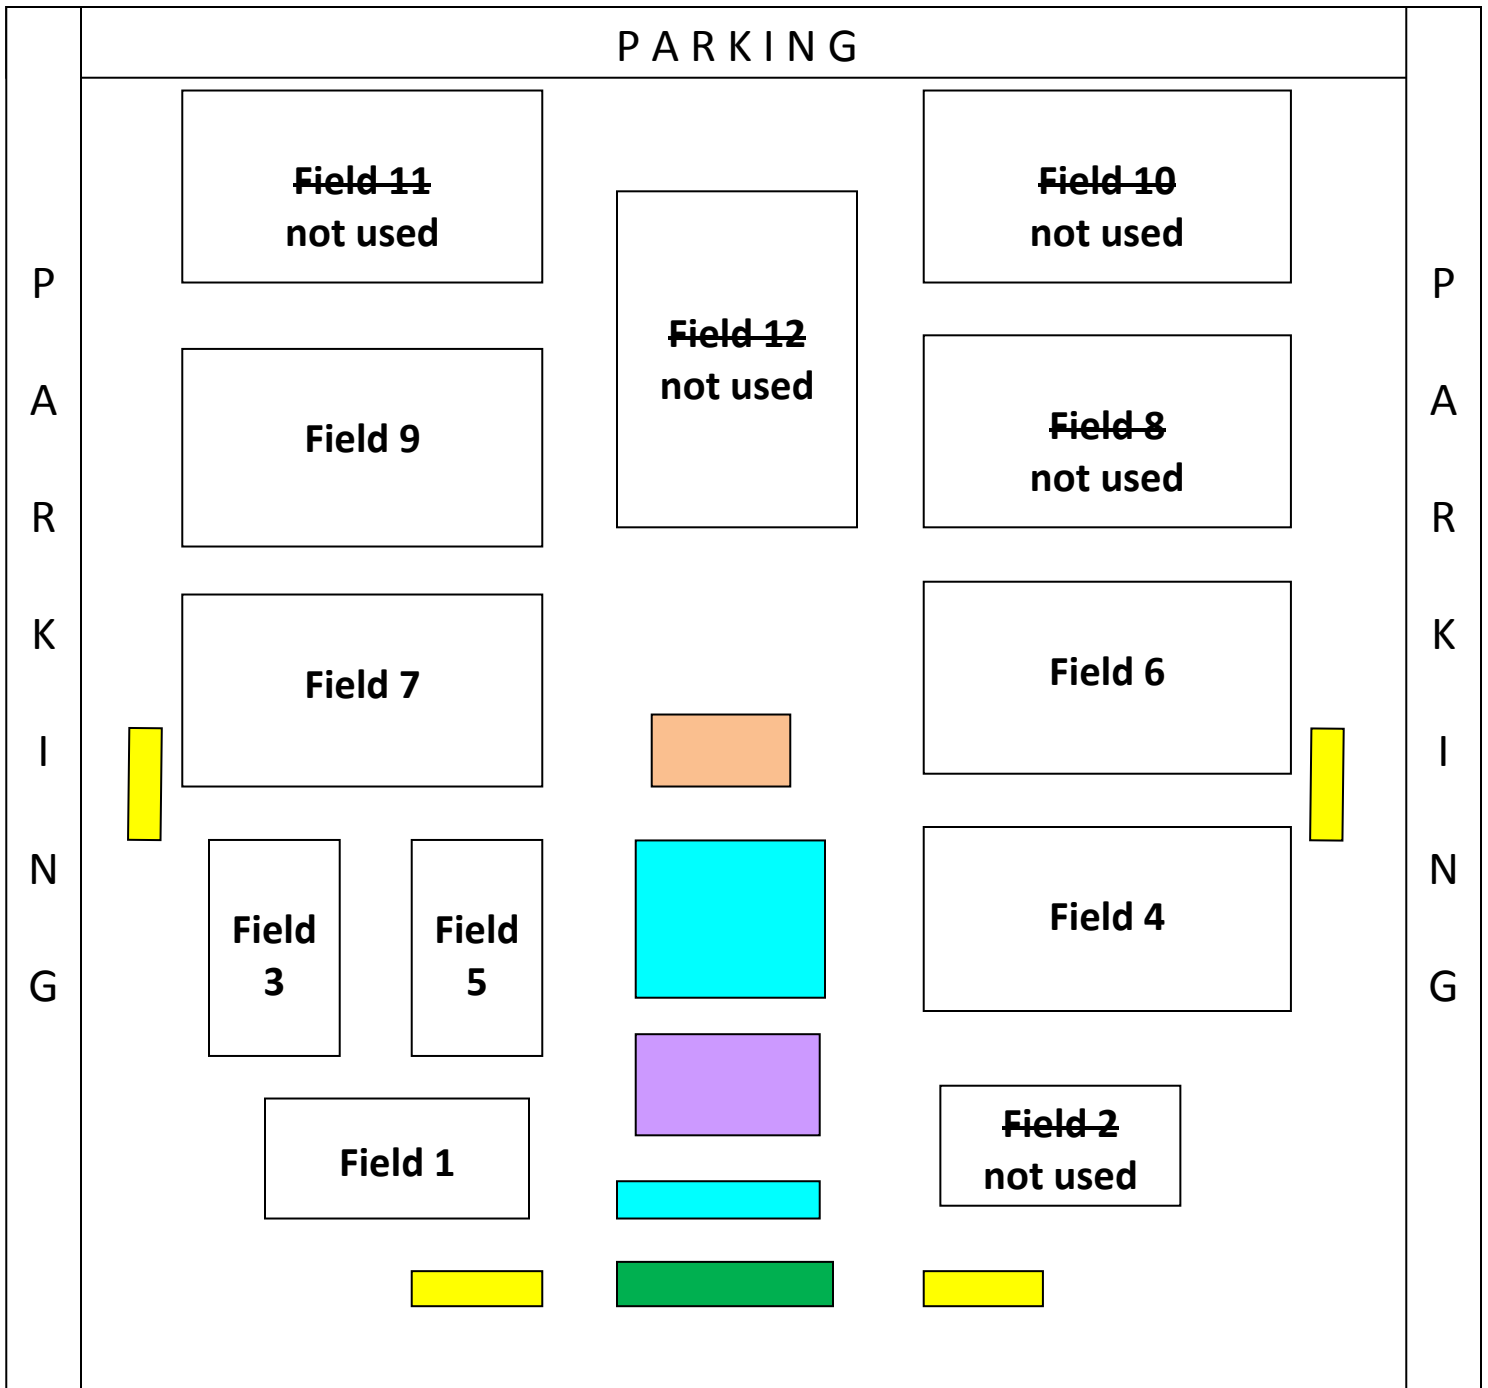 P A R K I N G
P
A
R
K
I
N
G
Field 11
not used
Field 10
not used
Field 12
not used
Field 9
Field 8
not used
Field 7
Field 6
Field
3
Field
5
Field 4
Field 1
Field 2
not used
P
A
R
K
I
N
G